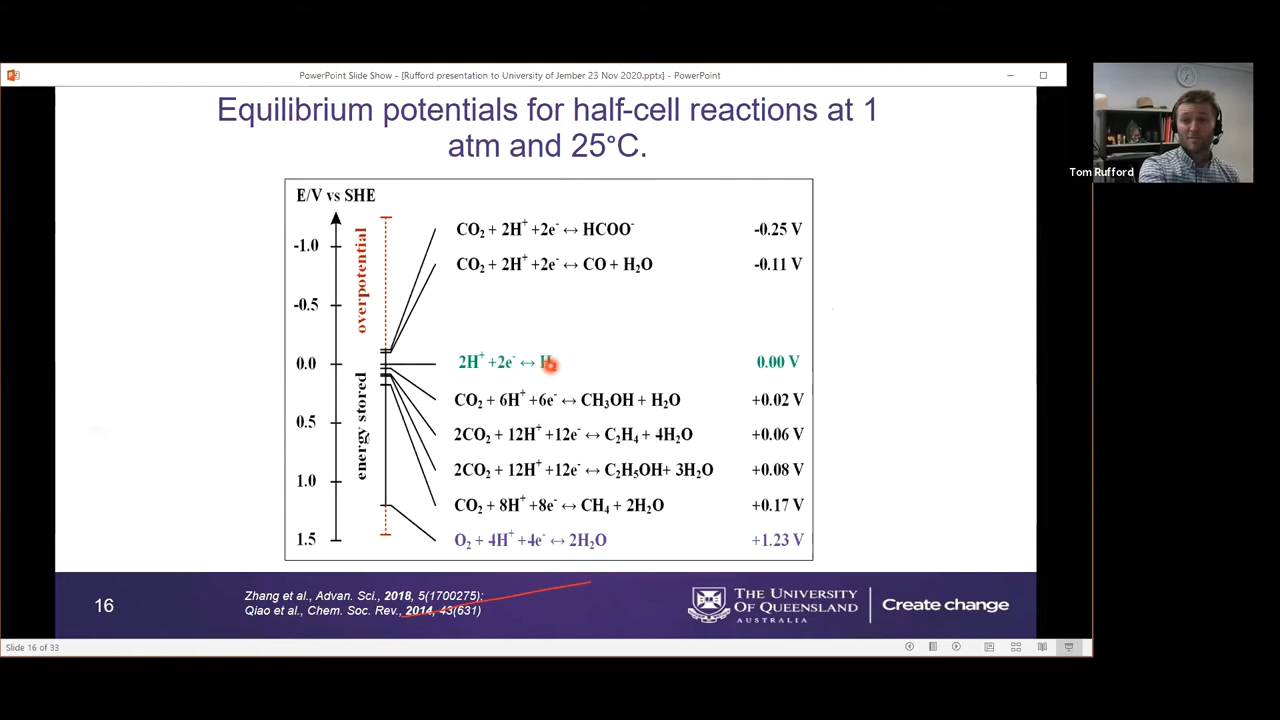 PowerPoint Slide Show - [Rufford presentation to University of Jember 23 Nov 2020.pptx] - PowerPoint
Equilibrium potentials for half-cell reactions at 1
atm and 25°C.
E/V vs SHE
-1.0
-0.5
0.0
0.5
1.0
1.5
overpotential
energy stored
CO₂ + 2H⁺ +2e⁻ ↔ HCOO⁻ -0.25 V
CO₂ + 2H⁺ +2e⁻ ↔ CO + H₂O -0.11 V
2H⁺ +2e⁻ ↔ H₂ 0.00 V
CO₂ + 6H⁺ +6e⁻ ↔ CH₃OH + H₂O +0.02 V
2CO₂ + 12H⁺ +12e⁻ ↔ C₂H₄ + 4H₂O +0.06 V
2CO₂ + 12H⁺ +12e⁻ ↔ C₂H₅OH+ 3H₂O +0.08 V
CO₂ + 8H⁺ +8e⁻ ↔ CH₄ + 2H₂O +0.17 V
O₂ + 4H⁺ +4e⁻ ↔ 2H₂O +1.23 V
16
Zhang et al., Advan. Sci., 2018, 5(1700275);
Qiao et al., Chem. Soc. Rev., 2014, 43(631)
THE UNIVERSITY
OF QUEENSLAND
AUSTRALIA
Create change
Slide 16 of 33
Tom Rufford